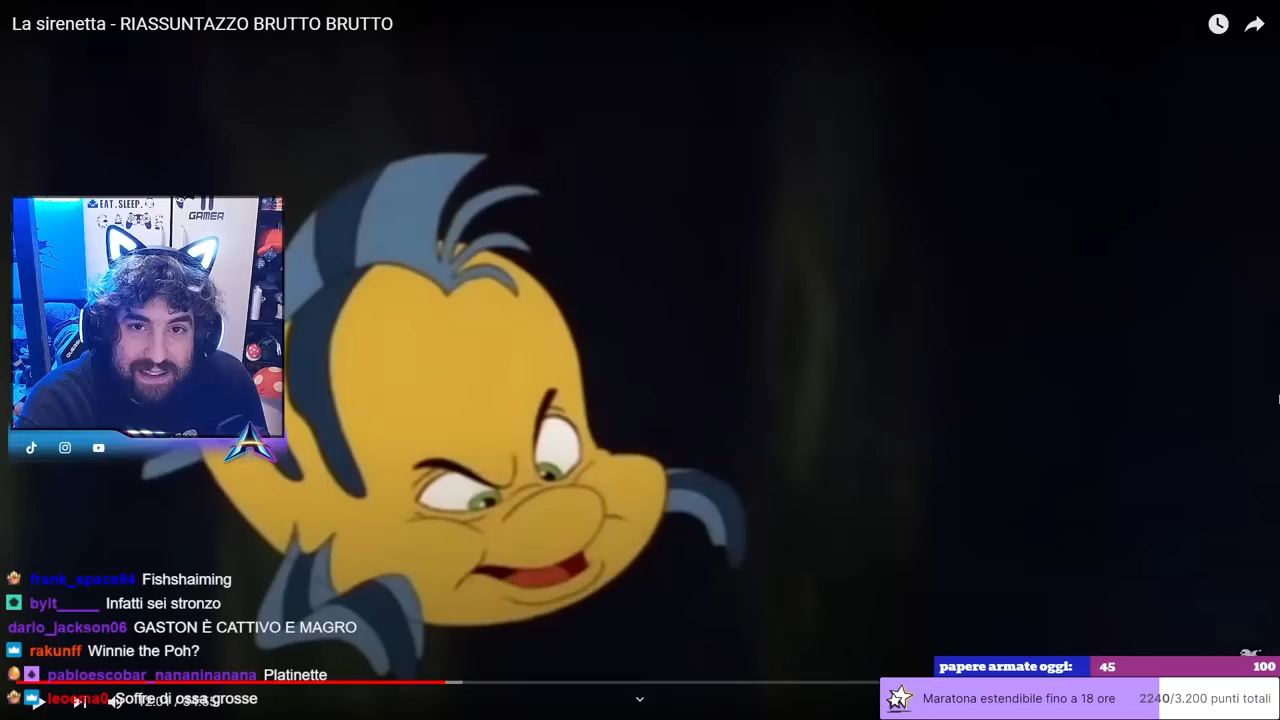 La sirenetta - RIASSUNTAZZO BRUTTO BRUTTO
EAT.SLEEP.
GAMER
frank_space94 Fishshaiming
bylt_____ Infatti sei stronzo
dario_jackson06 GASTON È CATTIVO E MAGRO
rakunff Winnie the Poh?
pabloescobar_nananinanana Platinette
Soffre di ossa grosse
papere armate oggi: 45 100
Maratona estendibile fino a 18 ore 2240/3.200 punti totali